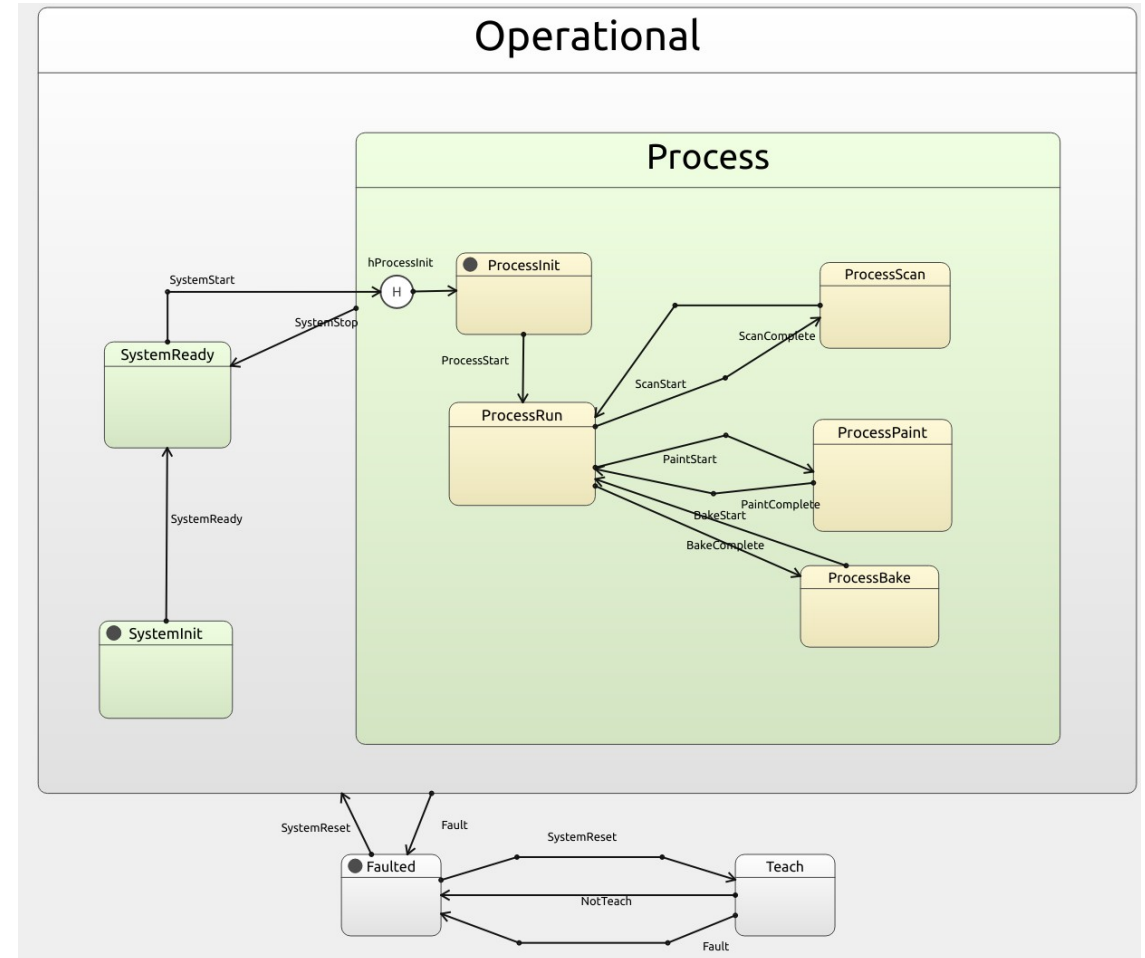 Operational
Process
hProcessInit
ProcessInit
ProcessScan
SystemStart
H
SystemStop
ScanComplete
SystemReady
ProcessStart
ScanStart
ProcessRun
ProcessPaint
PaintStart
PaintComplete
BakeStart
SystemReady
BakeComplete
ProcessBake
SystemInit
SystemReset
Fault
SystemReset
Faulted
Teach
NotTeach
Fault